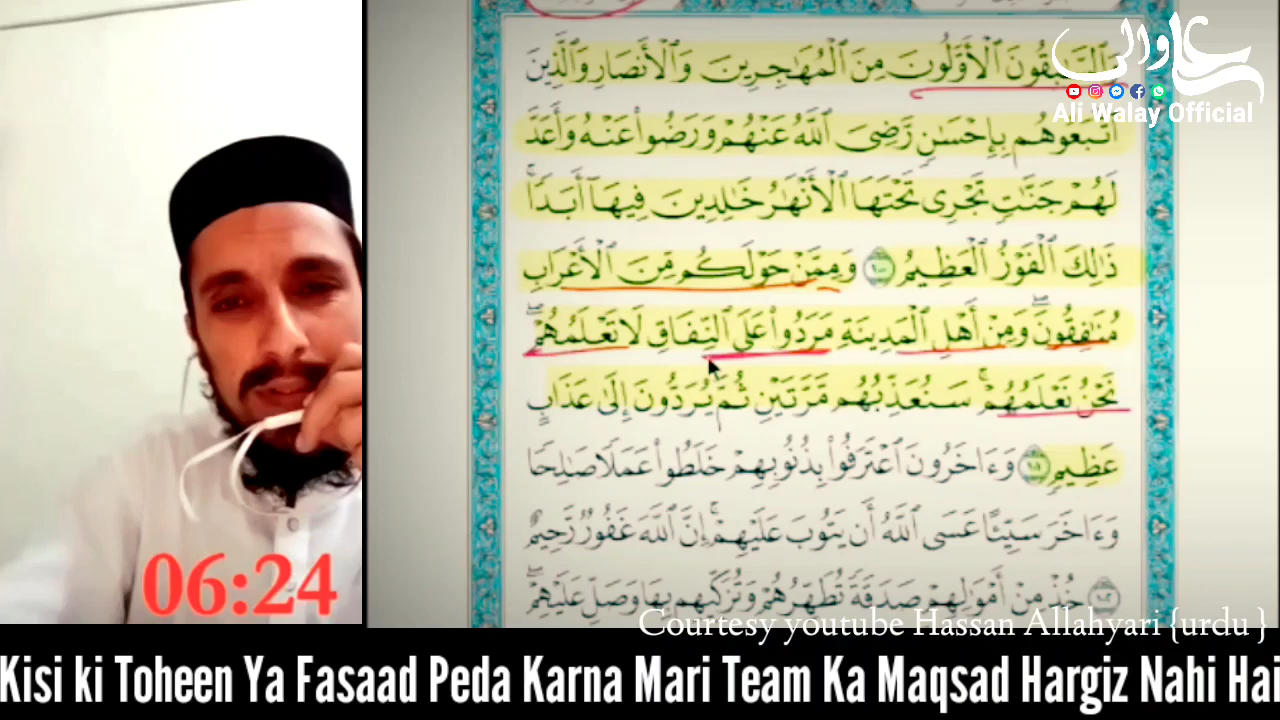 علی والے
Ali Walay Official
وَٱلسَّٰبِقُونَ ٱلْأَوَّلُونَ مِنَ ٱلْمُهَٰجِرِينَ وَٱلْأَنصَارِ وَٱلَّذِينَ
ٱتَّبَعُوهُم بِإِحْسَٰنٍ رَّضِىَ ٱللَّهُ عَنْهُمْ وَرَضُوا۟ عَنْهُ وَأَعَدَّ
لَهُمْ جَنَّٰتٍ تَجْرِى تَحْتَهَا ٱلْأَنْهَٰرُ خَٰلِدِينَ فِيهَآ أَبَدًا ۚ
ذَٰلِكَ ٱلْفَوْزُ ٱلْعَظِيمُ ١٠٠ وَمِمَّنْ حَوْلَكُم مِّنَ ٱلْأَعْرَابِ
مُنَٰفِقُونَ ۖ وَمِنْ أَهْلِ ٱلْمَدِينَةِ مَرَدُوا۟ عَلَى ٱلنِّفَاقِ لَا تَعْلَمُهُمْ ۖ
نَحْنُ نَعْلَمُهُمْ ۚ سَنُعَذِّبُهُم مَّرَّتَيْنِ ثُمَّ يُرَدُّونَ إِلَىٰ عَذَابٍ
عَظِيمٍ ١٠١ وَءَاخَرُونَ ٱعْتَرَفُوا۟ بِذُنُوبِهِمْ خَلَطُوا۟ عَمَلًا صَٰلِحًا
وَءَاخَرَ سَيِّئًا عَسَى ٱللَّهُ أَن يَتُوبَ عَلَيْهِمْ ۚ إِنَّ ٱللَّهَ غَفُورٌ رَّحِيمٌ
١٠٢ خُذْ مِنْ أَمْوَٰلِهِمْ صَدَقَةً تُطَهِّرُهُمْ وَتُزَكِّيهِم بِهَا وَصَلِّ عَلَيْهِمْ ۖ
06:24
Courtesy youtube Hassan Allahyari {urdu }
Kisi ki Toheen Ya Fasaad Peda Karna Mari Team Ka Maqsad Hargiz Nahi Hai